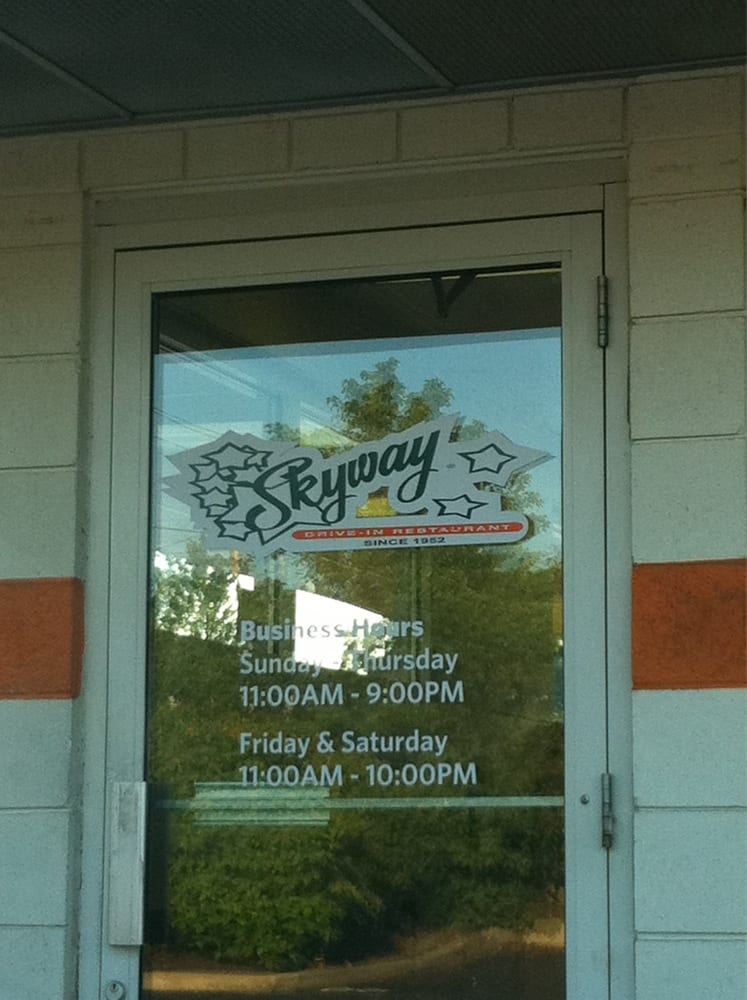 Skyway
DRIVE-IN RESTAURANT
SINCE 1952
Business Hours
Sunday - Thursday
11:00AM - 9:00PM
Friday & Saturday
11:00AM - 10:00PM